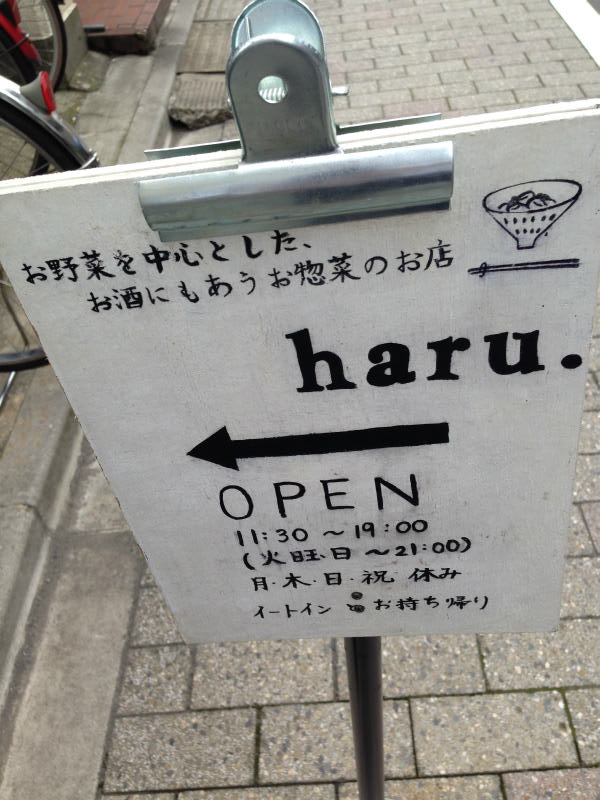 お野菜を中心とした、
お酒にもあうお惣菜のお店
haru.
OPEN
11:30〜19:00
(火曜日〜21:00)
月・木・日・祝 休み
イートイン お持ち帰り